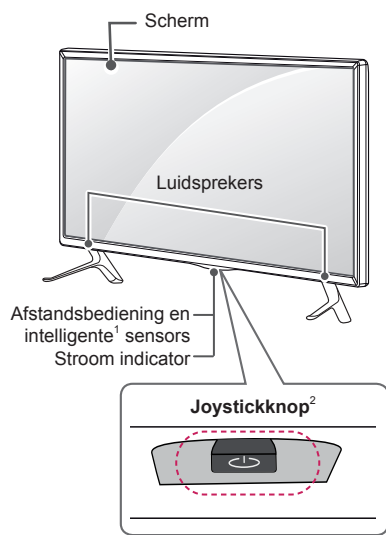 Scherm
Luidsprekers
Afstandsbediening en
intelligente¹ sensors
Stroom indicator
Joystickknop²